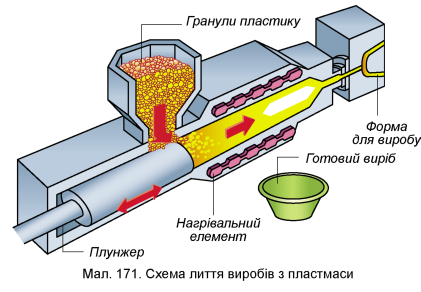 Гранули пластику
Форма
для виробу
Готовий виріб
Нагрівальний
елемент
Плунжер
Мал. 171. Схема лиття виробів з пластмаси